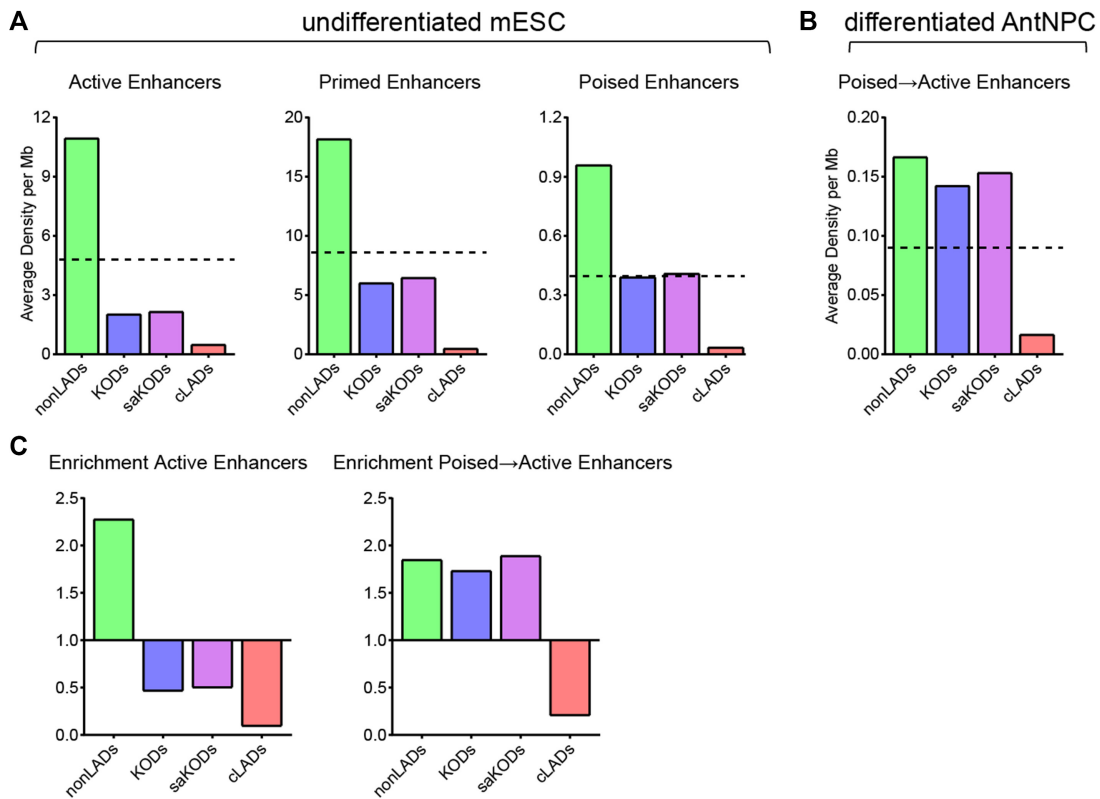 A
undifferentiated mESC
B
differentiated AntNPC
Active Enhancers
Primed Enhancers
Poised Enhancers
Poised→Active Enhancers
Average Density per Mb
12
9
6
3
0
nonLADs
KODs
saKODs
cLADs
20
15
10
5
0
nonLADs
KODs
saKODs
cLADs
1.2
0.9
0.6
0.3
0.0
nonLADs
KODs
saKODs
cLADs
Average Density per Mb
0.20
0.15
0.10
0.05
0.00
nonLADs
KODs
saKODs
cLADs
C
Enrichment Active Enhancers
Enrichment Poised→Active Enhancers
2.5
2.0
1.5
1.0
0.5
0.0
nonLADs
KODs
saKODs
cLADs
2.5
2.0
1.5
1.0
0.5
0.0
nonLADs
KODs
saKODs
cLADs